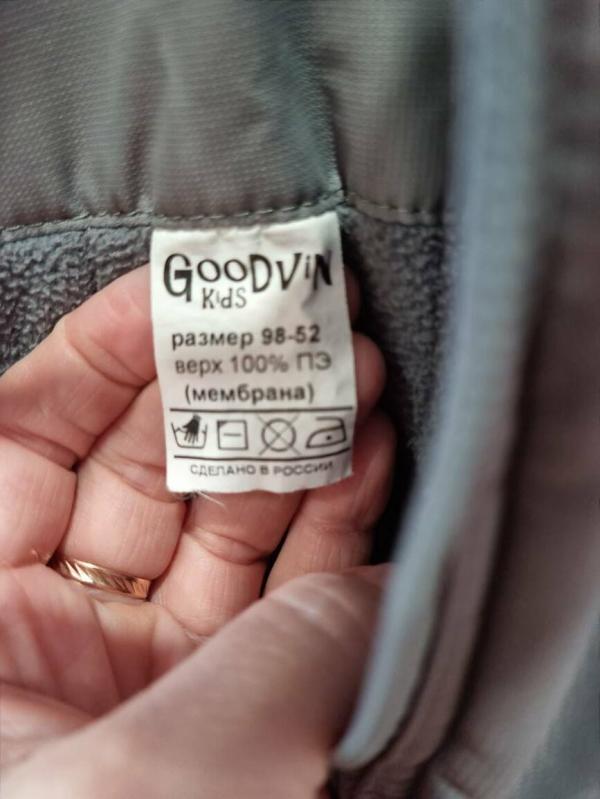 GOODViN
KidS
размер 98-52
верх 100% ПЭ
(мембрана)
СДЕЛАНО В РОССИИ